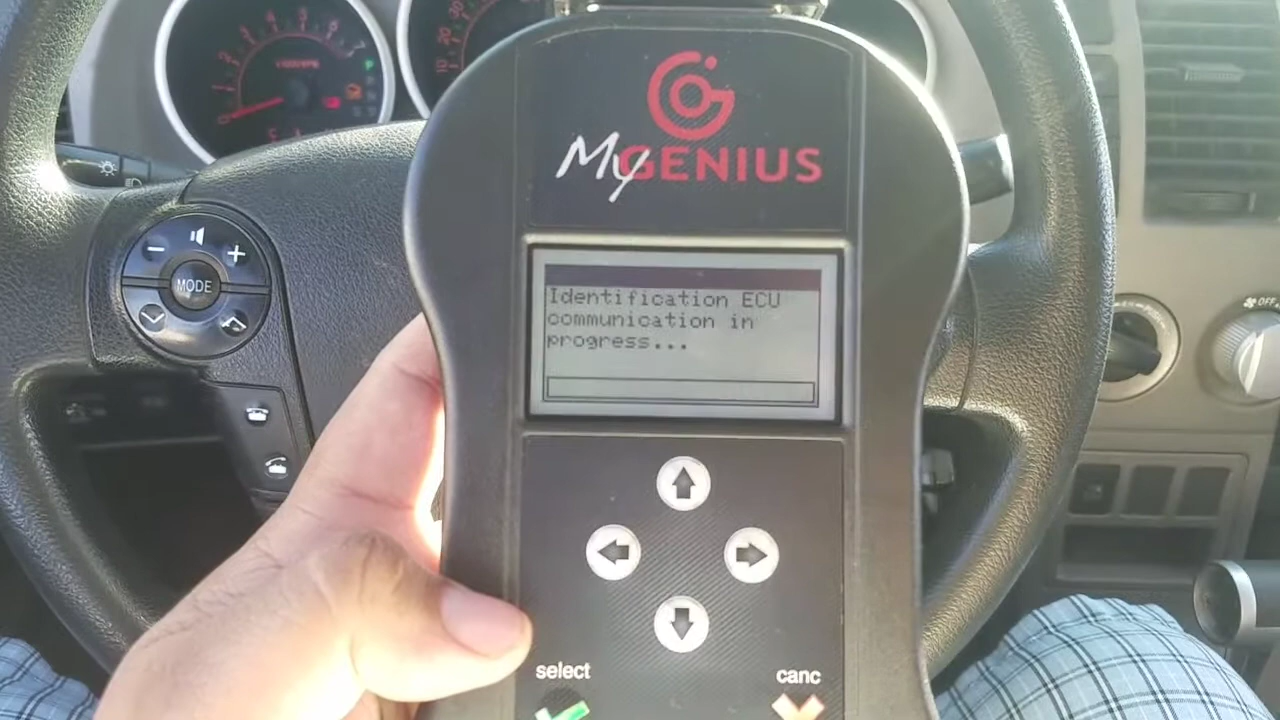 MyGENIUS
Identification ECU
communication in
progress...
MODE
OFF
select
canc